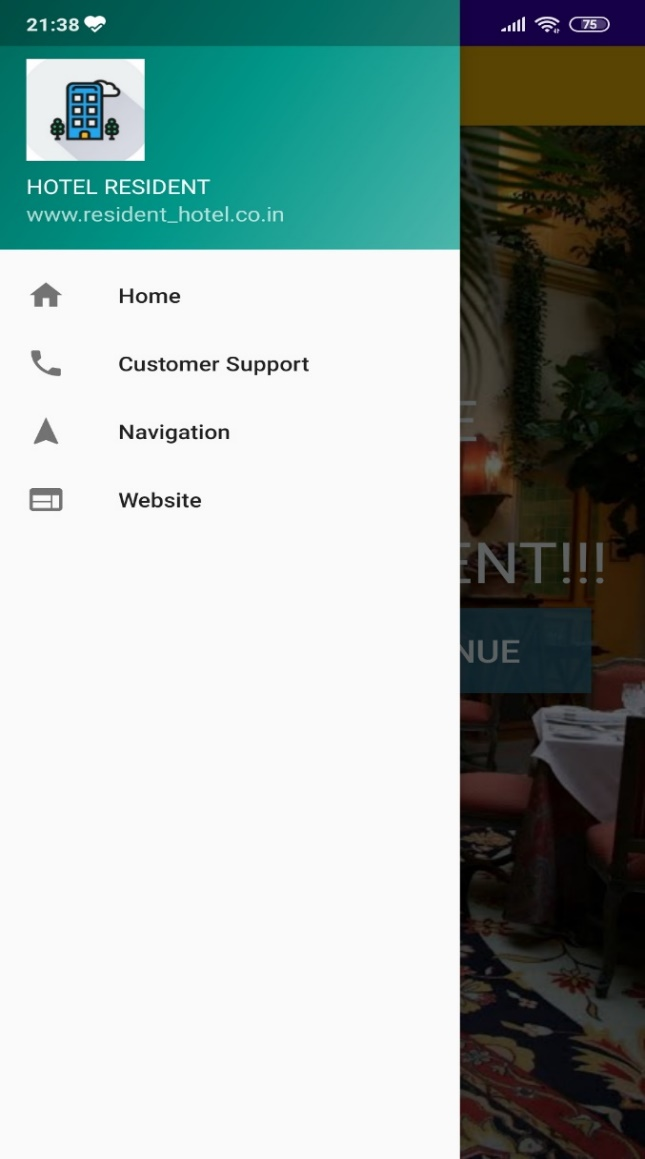 21:38
75
HOTEL RESIDENT
www.resident_hotel.co.in
Home
Customer Support
Navigation
Website
E
ENT!!!
NUE